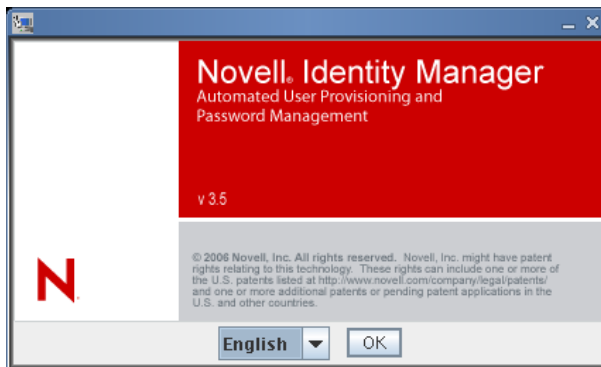 Novell® Identity Manager
Automated User Provisioning and
Password Management
v 3.5
© 2006 Novell, Inc. All rights reserved. Novell, Inc. might have patent
rights relating to this technology. These rights can include one or more of
the U.S. patents listed at http://www.novell.com/company/legal/patents/
and one or more additional patents or pending patent applications in the
U.S. and other countries.
N
English OK